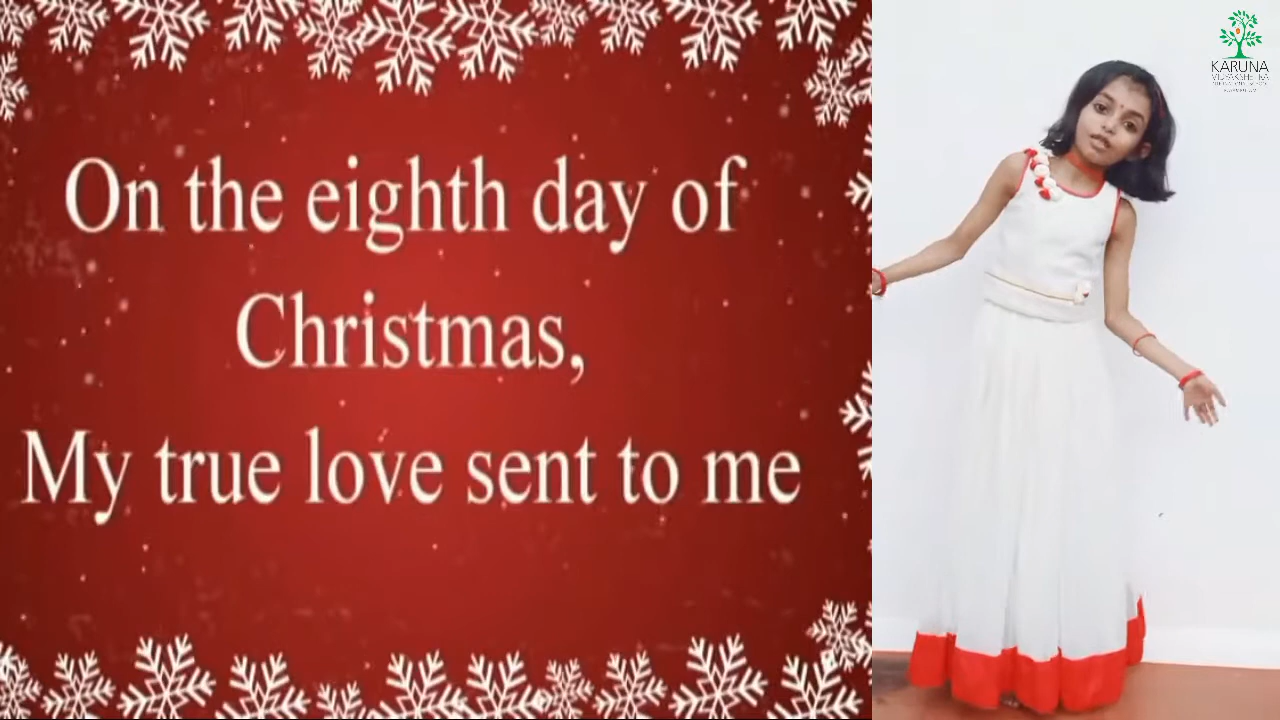 On the eighth day of
Christmas,
My true love sent to me
KARUNA